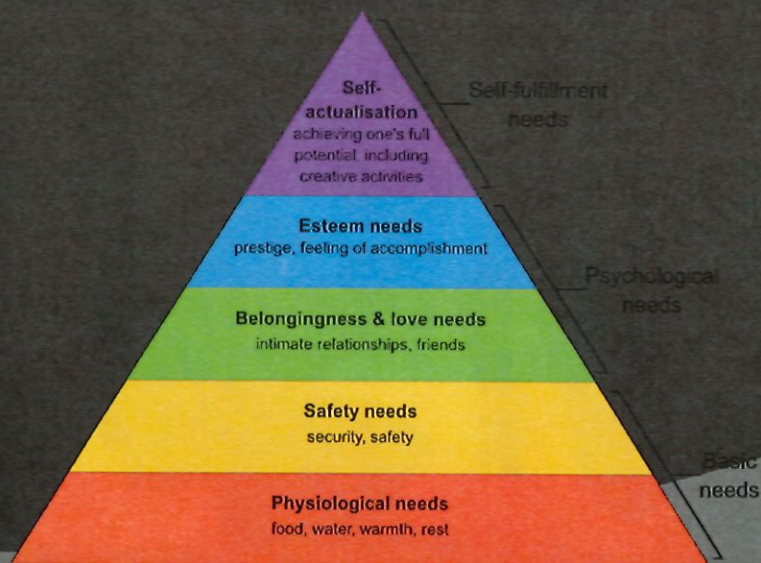 Self-
actualisation
achieving one's full
potential, including
creative activities
Self-fulfillment
needs
Esteem needs
prestige, feeling of accomplishment
Psychological
needs
Belongingness & love needs
intimate relationships, friends
Safety needs
security, safety
Basic
needs
Physiological needs
food, water, warmth, rest